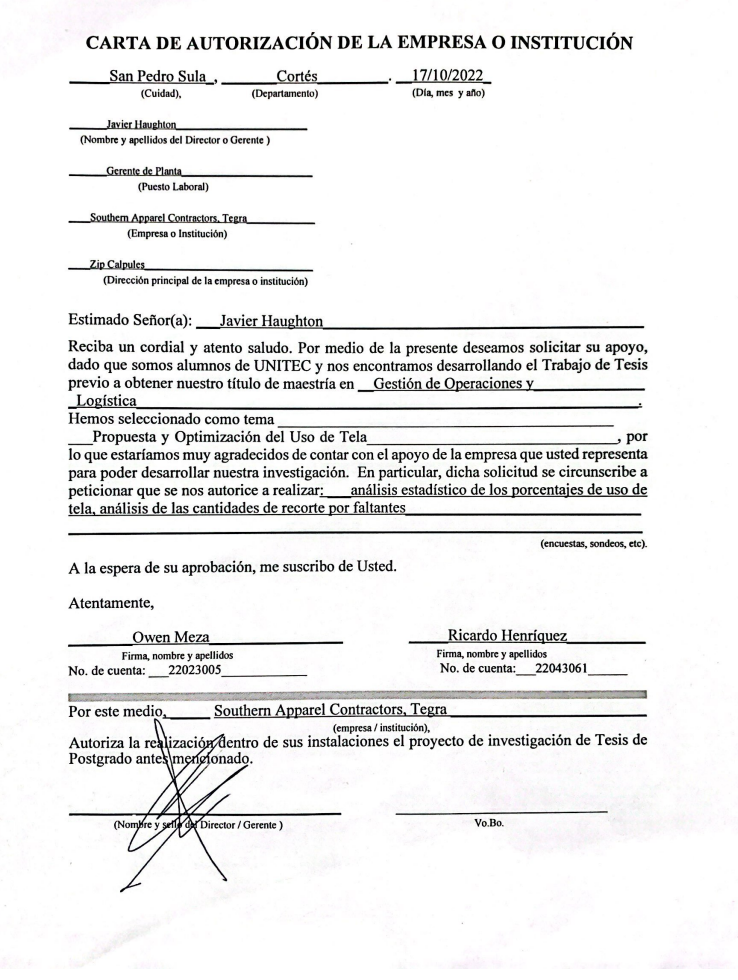 CARTA DE AUTORIZACIÓN DE LA EMPRESA O INSTITUCIÓN
San Pedro Sula , Cortés . 17/10/2022
(Cuidad), (Departamento) (Día, mes y año)
Javier Haughton
(Nombre y apellidos del Director o Gerente )
Gerente de Planta
(Puesto Laboral)
Southern Apparel Contractors, Tegra
(Empresa o Institución)
Zip Calpules
(Dirección principal de la empresa o institución)
Estimado Señor(a): Javier Haughton
Reciba un cordial y atento saludo. Por medio de la presente deseamos solicitar su apoyo,
dado que somos alumnos de UNITEC y nos encontramos desarrollando el Trabajo de Tesis
previo a obtener nuestro título de maestría en Gestión de Operaciones y
Logística .
Hemos seleccionado como tema
Propuesta y Optimización del Uso de Tela , por
lo que estaríamos muy agradecidos de contar con el apoyo de la empresa que usted representa
para poder desarrollar nuestra investigación. En particular, dicha solicitud se circunscribe a
peticionar que se nos autorice a realizar: análisis estadístico de los porcentajes de uso de
tela, análisis de las cantidades de recorte por faltantes
(encuestas, sondeos, etc).
A la espera de su aprobación, me suscribo de Usted.
Atentamente,
Owen Meza Ricardo Henríquez
Firma, nombre y apellidos Firma, nombre y apellidos
No. de cuenta: 22023005 No. de cuenta: 22043061
Por este medio, Southern Apparel Contractors, Tegra
(empresa / institución),
Autoriza la realización dentro de sus instalaciones el proyecto de investigación de Tesis de
Postgrado antes mencionado.
(Nombre y sello del Director / Gerente ) Vo.Bo.